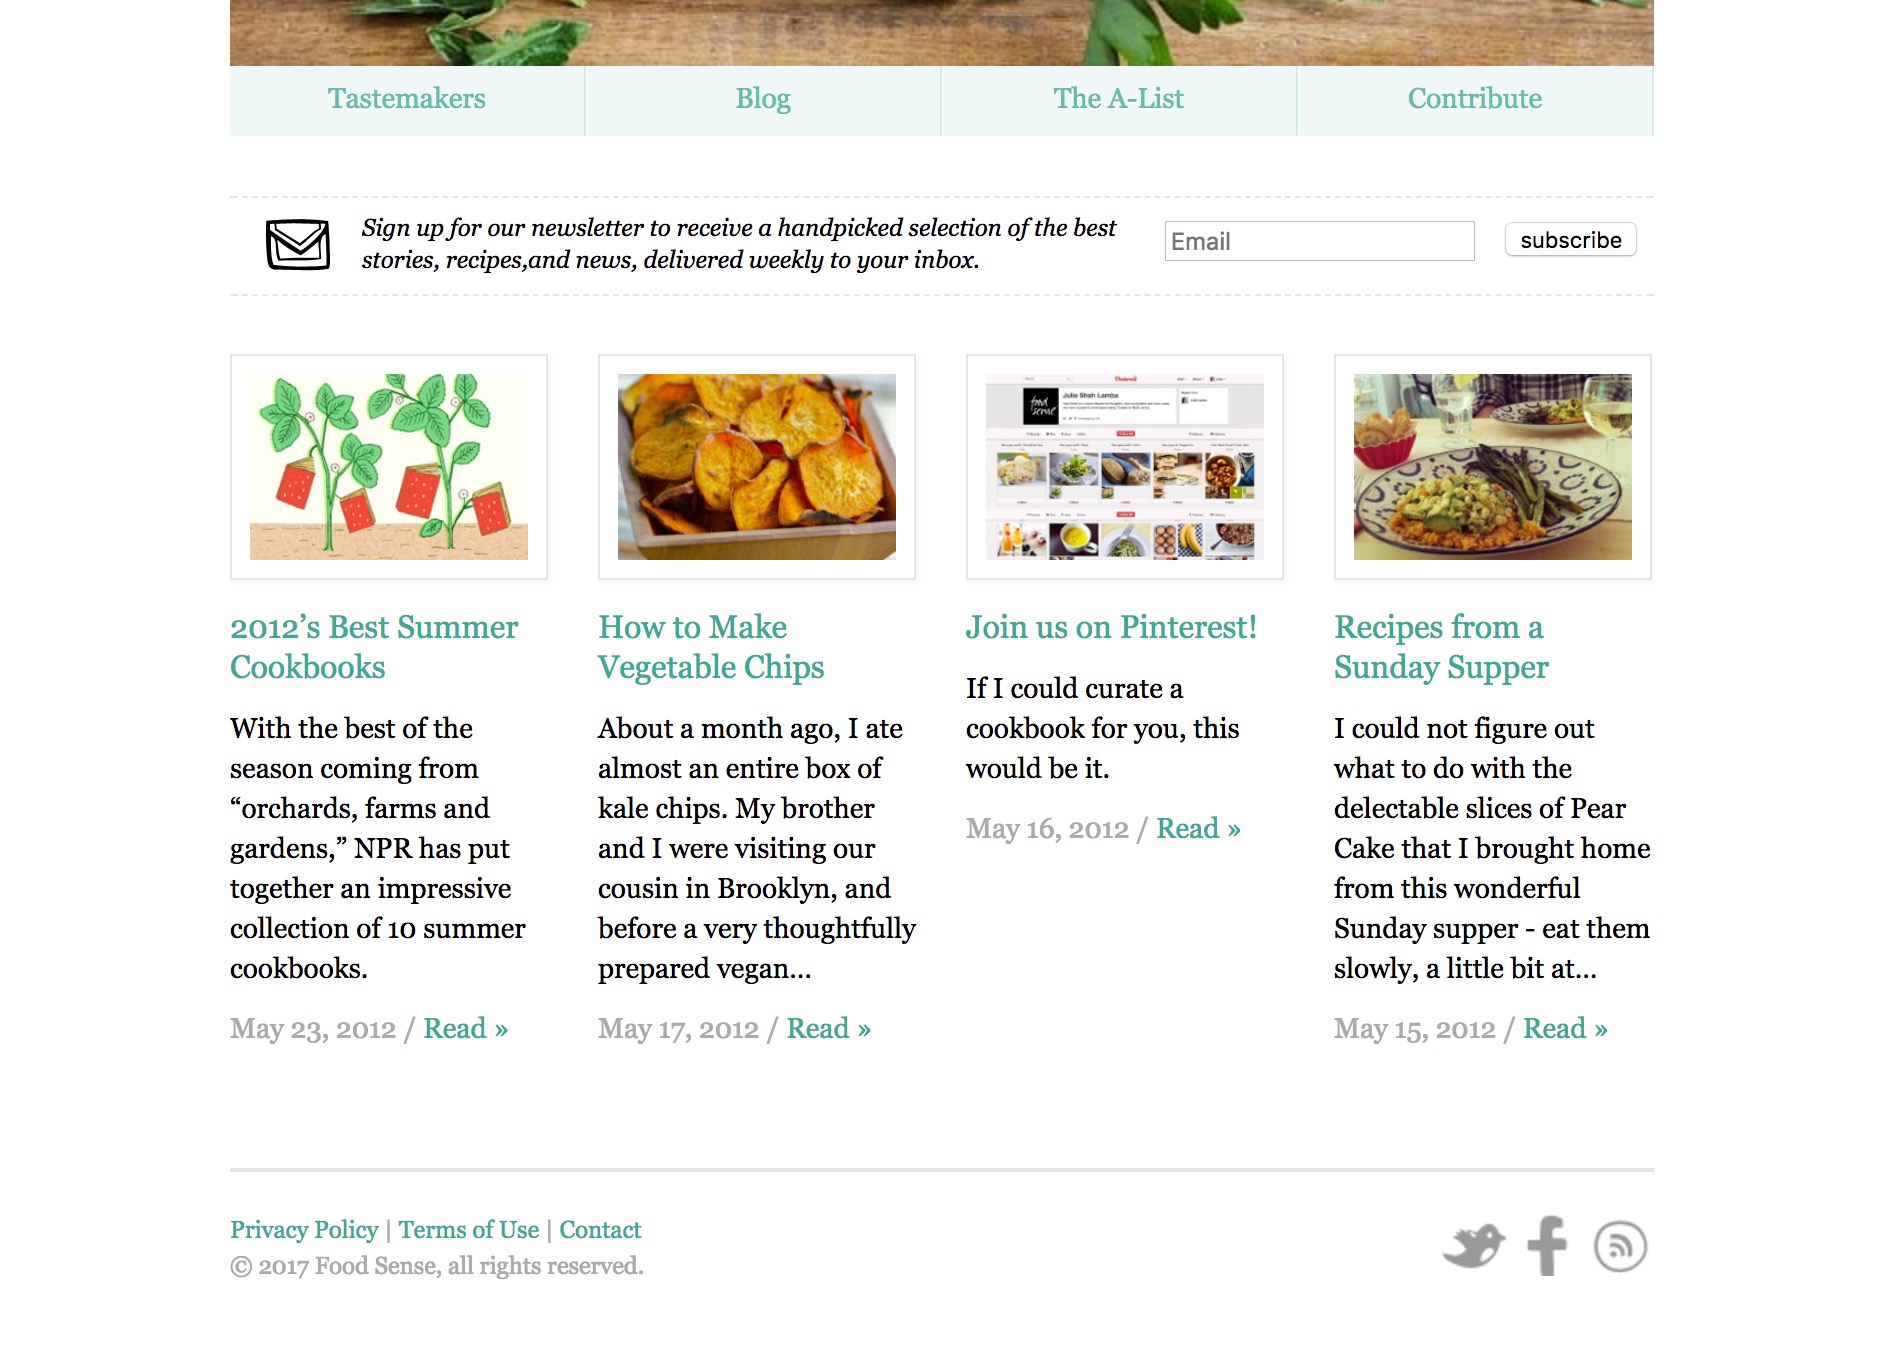 Tastemakers
Blog
The A-List
Contribute
Sign up for our newsletter to receive a handpicked selection of the best
stories, recipes,and news, delivered weekly to your inbox.
Email
subscribe
food
sense
Pinterest
Julie Shah Lamba
2012’s Best Summer
Cookbooks
With the best of the
season coming from
“orchards, farms and
gardens,” NPR has put
together an impressive
collection of 10 summer
cookbooks.
May 23, 2012 / Read »
How to Make
Vegetable Chips
About a month ago, I ate
almost an entire box of
kale chips. My brother
and I were visiting our
cousin in Brooklyn, and
before a very thoughtfully
prepared vegan...
May 17, 2012 / Read »
Join us on Pinterest!
If I could curate a
cookbook for you, this
would be it.
May 16, 2012 / Read »
Recipes from a
Sunday Supper
I could not figure out
what to do with the
delectable slices of Pear
Cake that I brought home
from this wonderful
Sunday supper - eat them
slowly, a little bit at...
May 15, 2012 / Read »
Privacy Policy | Terms of Use | Contact
© 2017 Food Sense, all rights reserved.